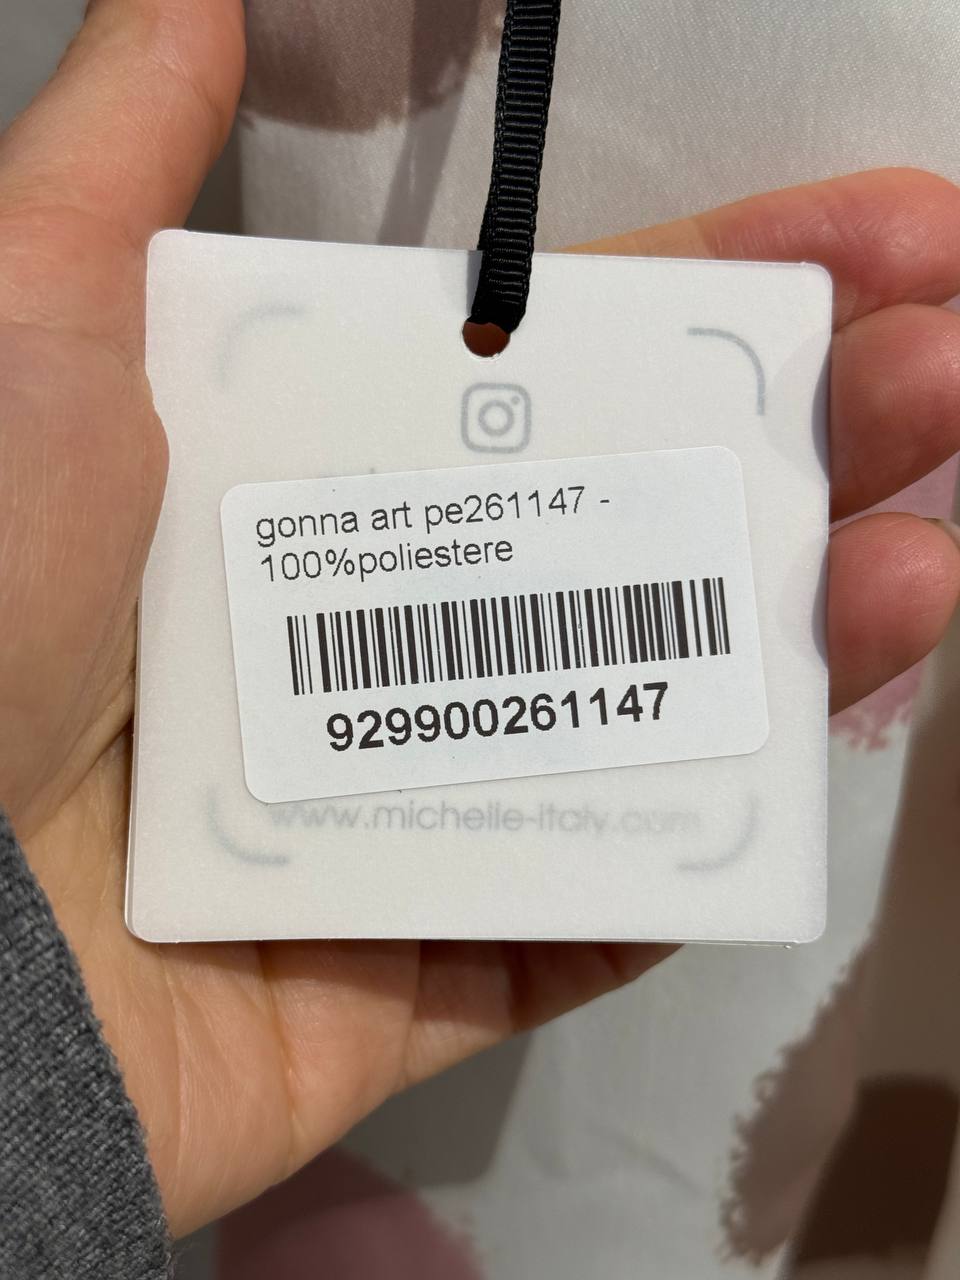 gonna art pe261147 -
100%poliestere
929900261147
www.michelle-italy.com